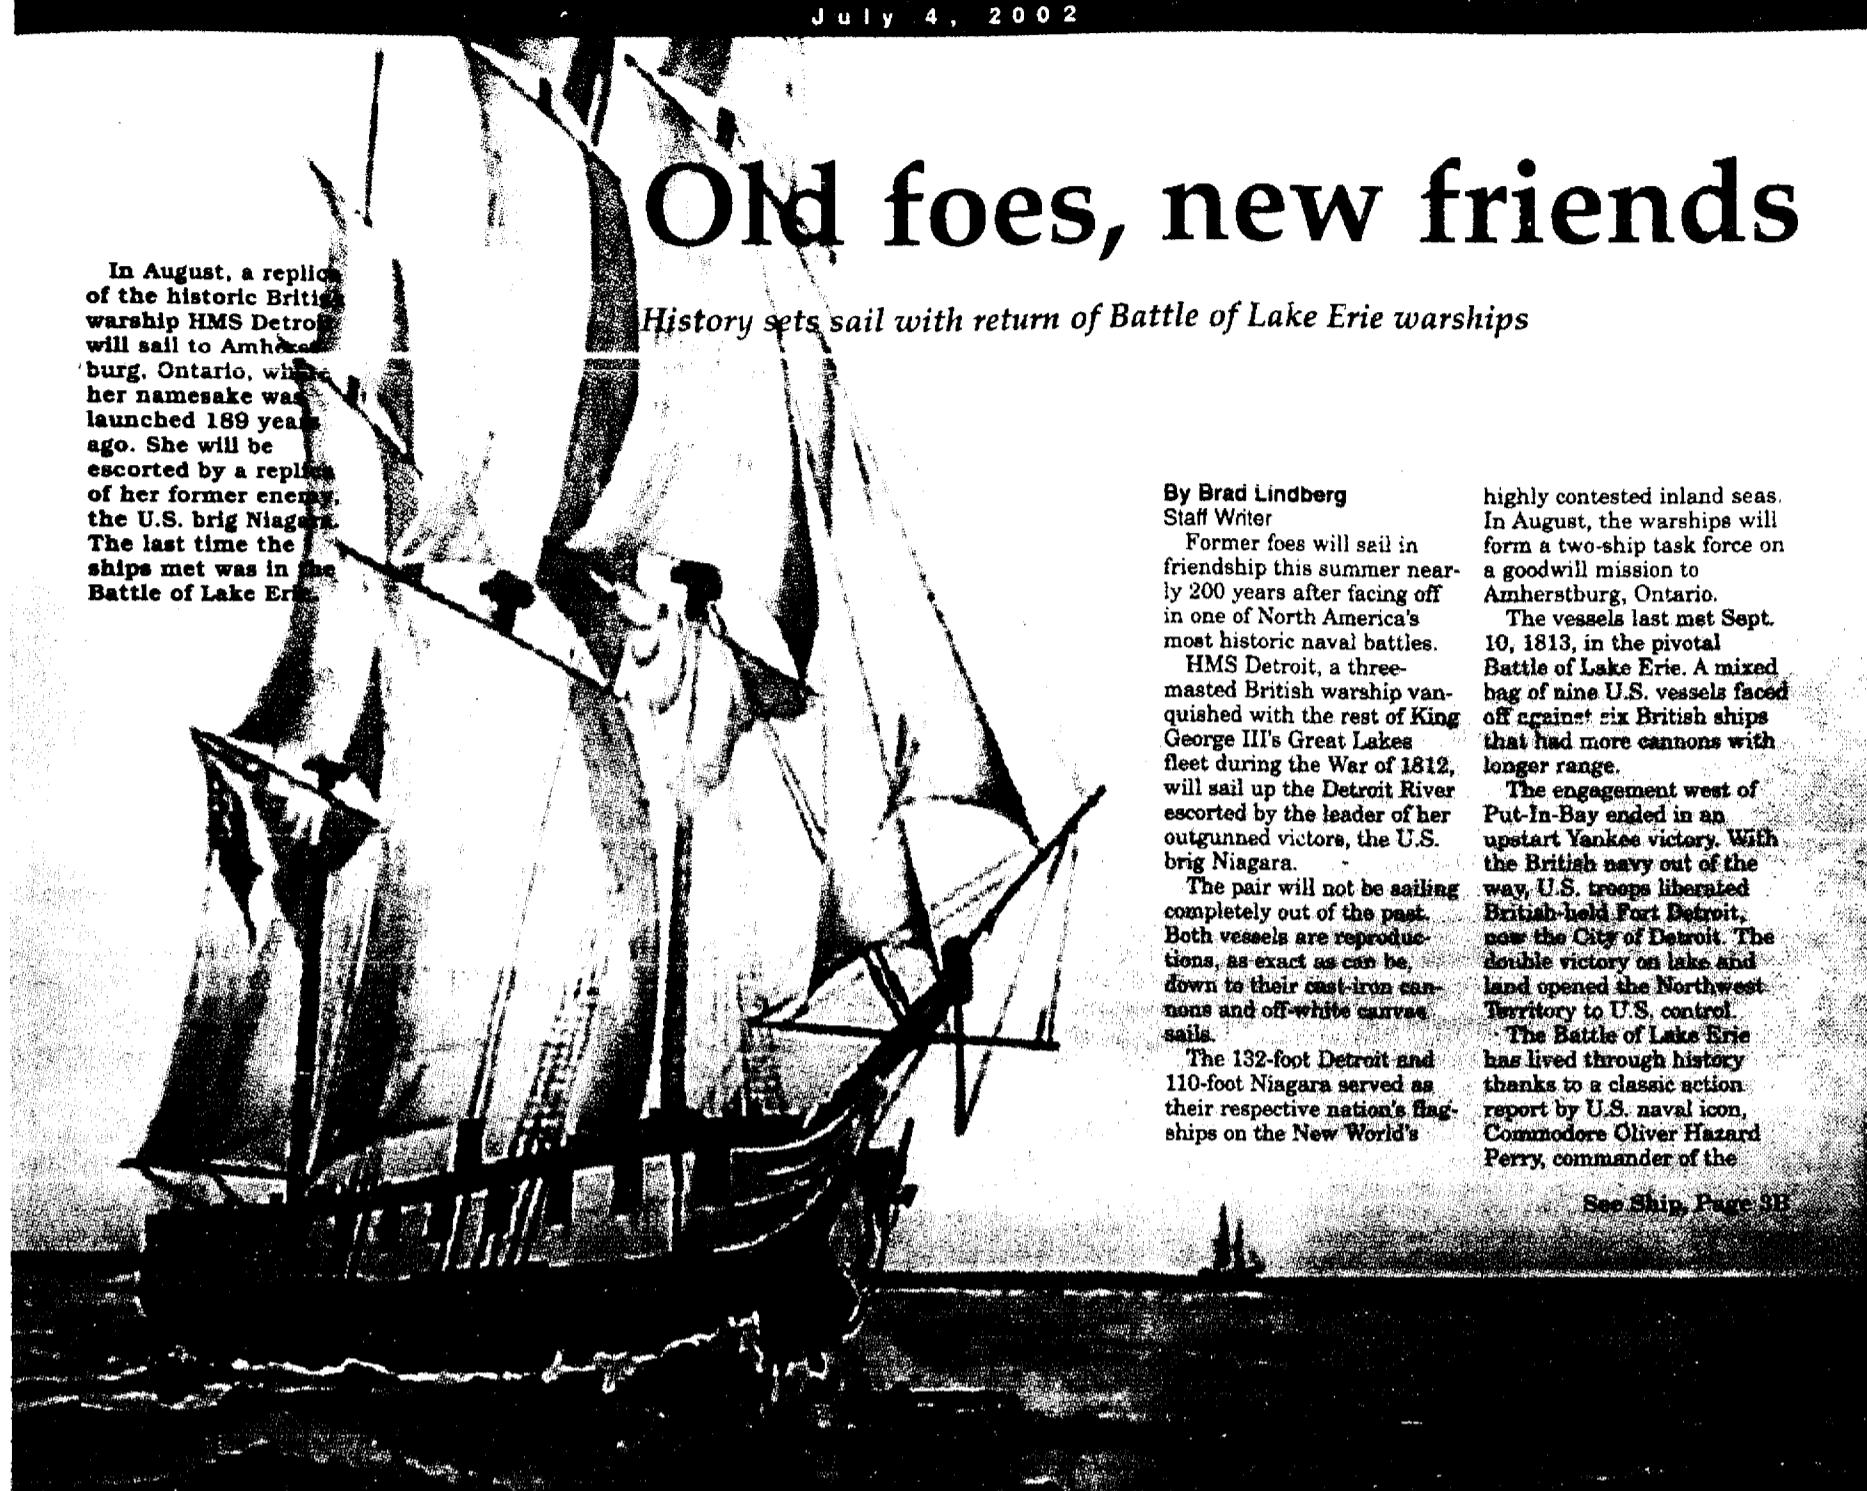 July 4, 2002
Old foes, new friends
History sets sail with return of Battle of Lake Erie warships
In August, a replica
of the historic British
warship HMS Detroit
will sail to Amherst-
burg, Ontario, where
her namesake was
launched 189 years
ago. She will be
escorted by a replica
of her former enemy,
the U.S. brig Niagara.
The last time the
ships met was in the
Battle of Lake Erie.
By Brad Lindberg
Staff Writer
Former foes will sail in
friendship this summer near-
ly 200 years after facing off
in one of North America's
most historic naval battles.
HMS Detroit, a three-
masted British warship van-
quished with the rest of King
George III's Great Lakes
fleet during the War of 1812,
will sail up the Detroit River
escorted by the leader of her
outgunned victors, the U.S.
brig Niagara.
The pair will not be sailing
completely out of the past.
Both vessels are reproduc-
tions, as exact as can be,
down to their cast-iron can-
nons and off-white canvas
sails.
The 132-foot Detroit and
110-foot Niagara served as
their respective nation's flag-
ships on the New World's
highly contested inland seas.
In August, the warships will
form a two-ship task force on
a goodwill mission to
Amherstburg, Ontario.
The vessels last met Sept.
10, 1813, in the pivotal
Battle of Lake Erie. A mixed
bag of nine U.S. vessels faced
off against six British ships
that had more cannons with
longer range.
The engagement west of
Put-In-Bay ended in an
upstart Yankee victory. With
the British navy out of the
way, U.S. troops liberated
British-held Fort Detroit,
now the City of Detroit. The
double victory on lake and
land opened the Northwest
Territory to U.S. control.
The Battle of Lake Erie
has lived through history
thanks to a classic action
report by U.S. naval icon,
Commodore Oliver Hazard
Perry, commander of the
See Ship, Page 3B